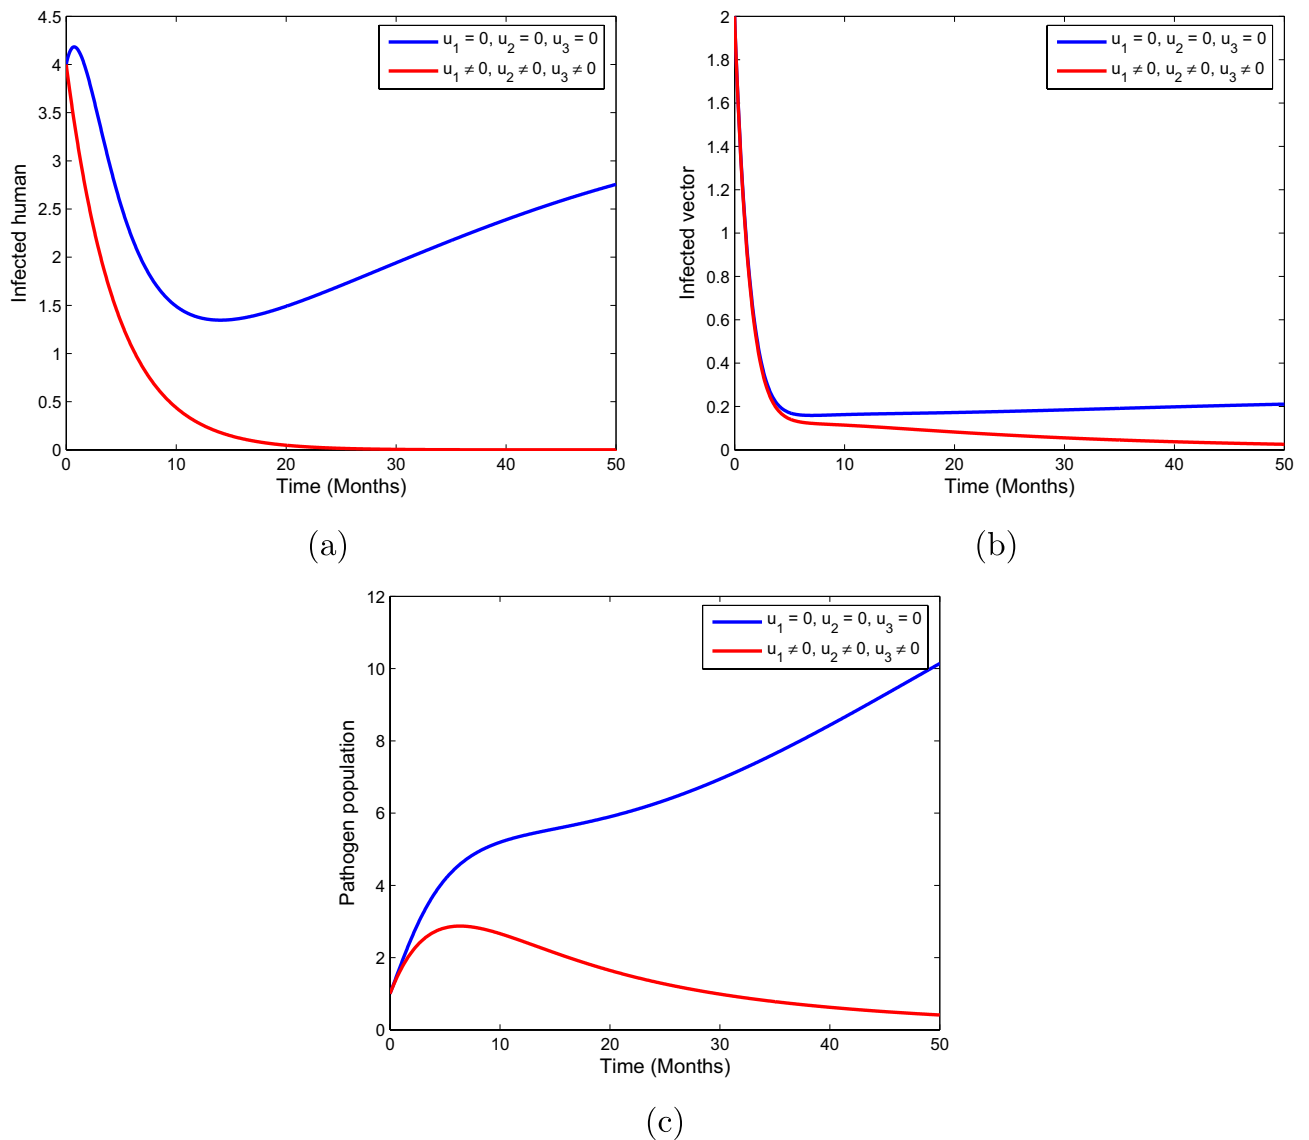 4.5
4
3.5
3
2.5
2
1.5
1
0.5
0
Infected human
0 10 20 30 40 50
Time (Months)
u1 = 0, u2 = 0, u3 = 0
u1 ≠ 0, u2 ≠ 0, u3 ≠ 0
(a)
2
1.8
1.6
1.4
1.2
1
0.8
0.6
0.4
0.2
0
Infected vector
0 10 20 30 40 50
Time (Months)
u1 = 0, u2 = 0, u3 = 0
u1 ≠ 0, u2 ≠ 0, u3 ≠ 0
(b)
12
10
8
6
4
2
0
Pathogen population
0 10 20 30 40 50
Time (Months)
u1 = 0, u2 = 0, u3 = 0
u1 ≠ 0, u2 ≠ 0, u3 ≠ 0
(c)